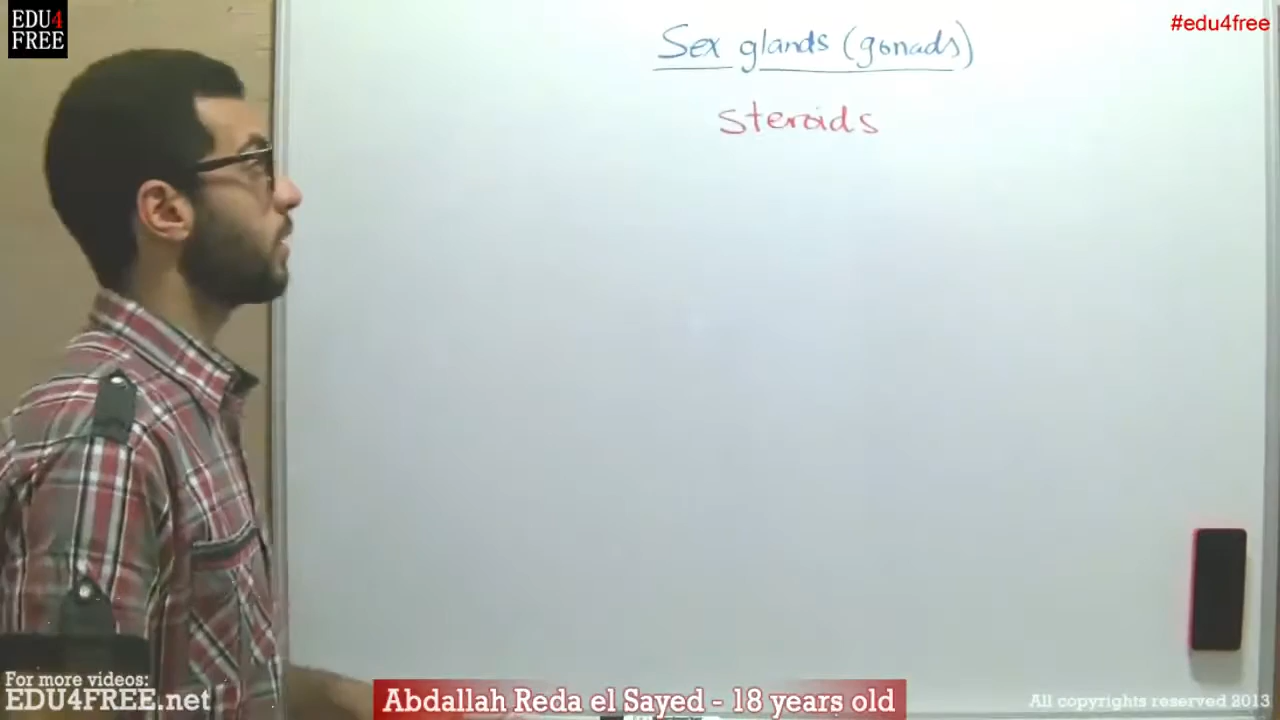 EDU4
FREE
#edu4free
Sex glands (gonads)
steroids
For more videos:
EDU4FREE.net
Abdallah Reda el Sayed - 18 years old
All copyrights reserved 2013